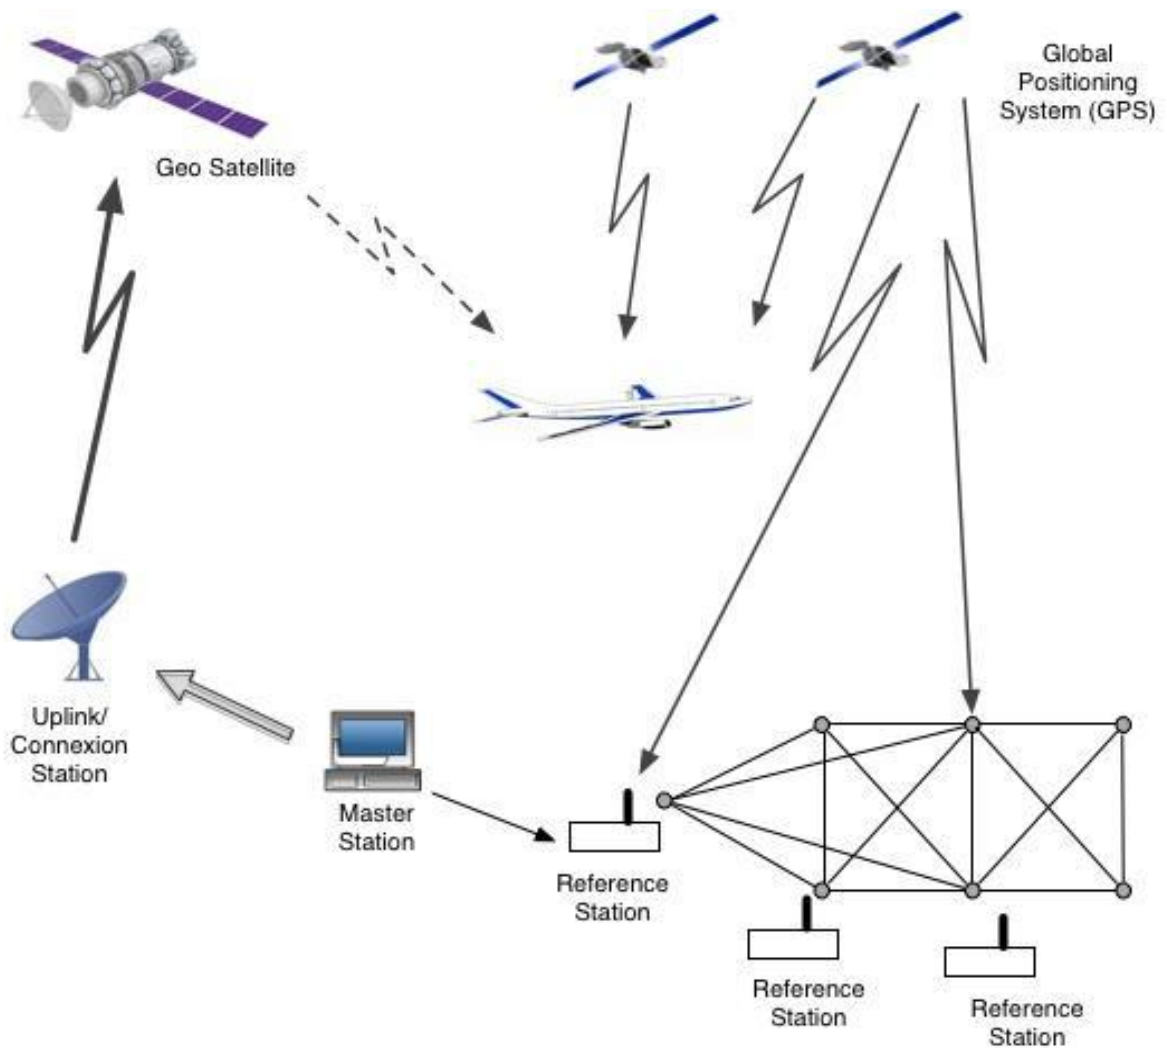 Global
Positioning
System (GPS)
Geo Satellite
Uplink/
Connexion
Station
Master
Station
Reference
Station
Reference
Station
Reference
Station